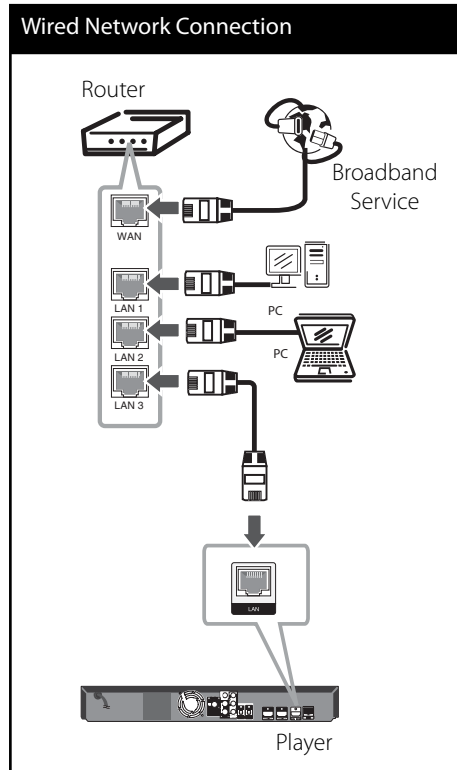 Wired Network Connection
Router
Broadband
Service
WAN
LAN 1
PC
LAN 2
PC
LAN 3
LAN
Player